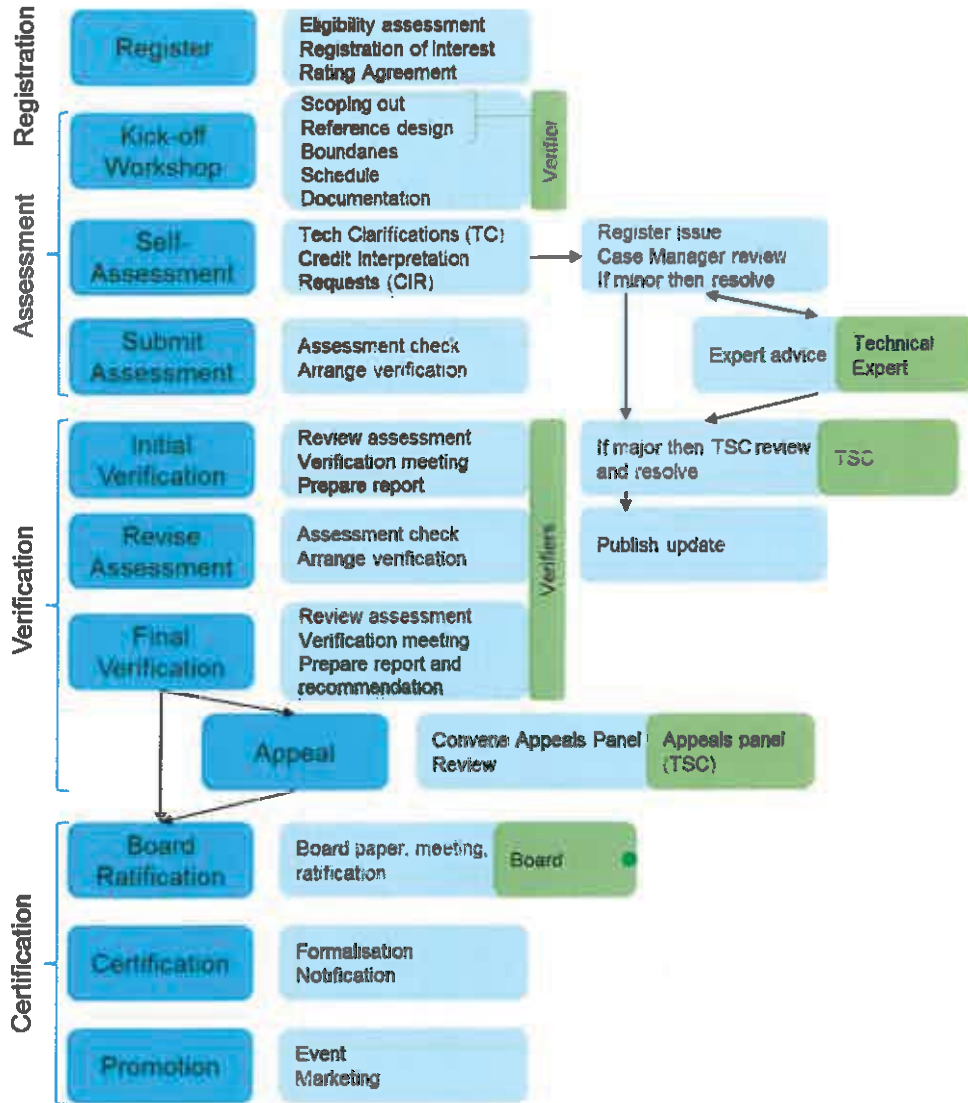 Registration
Register
Eligibility assessment
Registration of Interest
Rating Agreement
Assessment
Kick-off
Workshop
Scoping out
Reference design
Boundaries
Schedule
Documentation
Verifier
Self-
Assessment
Tech Clarifications (TC)
Credit Interpretation
Requests (CIR)
Register issue
Case Manager review
If minor then resolve
Submit
Assessment
Assessment check
Arrange verification
Expert advice
Technical
Expert
Verification
Initial
Verification
Review assessment
Verification meeting
Prepare report
Verifiers
If major then TSC review
and resolve
TSC
Revise
Assessment
Assessment check
Arrange verification
Publish update
Final
Verification
Review assessment
Verification meeting
Prepare report and
recommendation
Appeal
Convene Appeals Panel
Review
Appeals panel
(TSC)
Certification
Board
Ratification
Board paper, meeting,
ratification
Board
Certification
Formalisation
Notification
Promotion
Event
Marketing